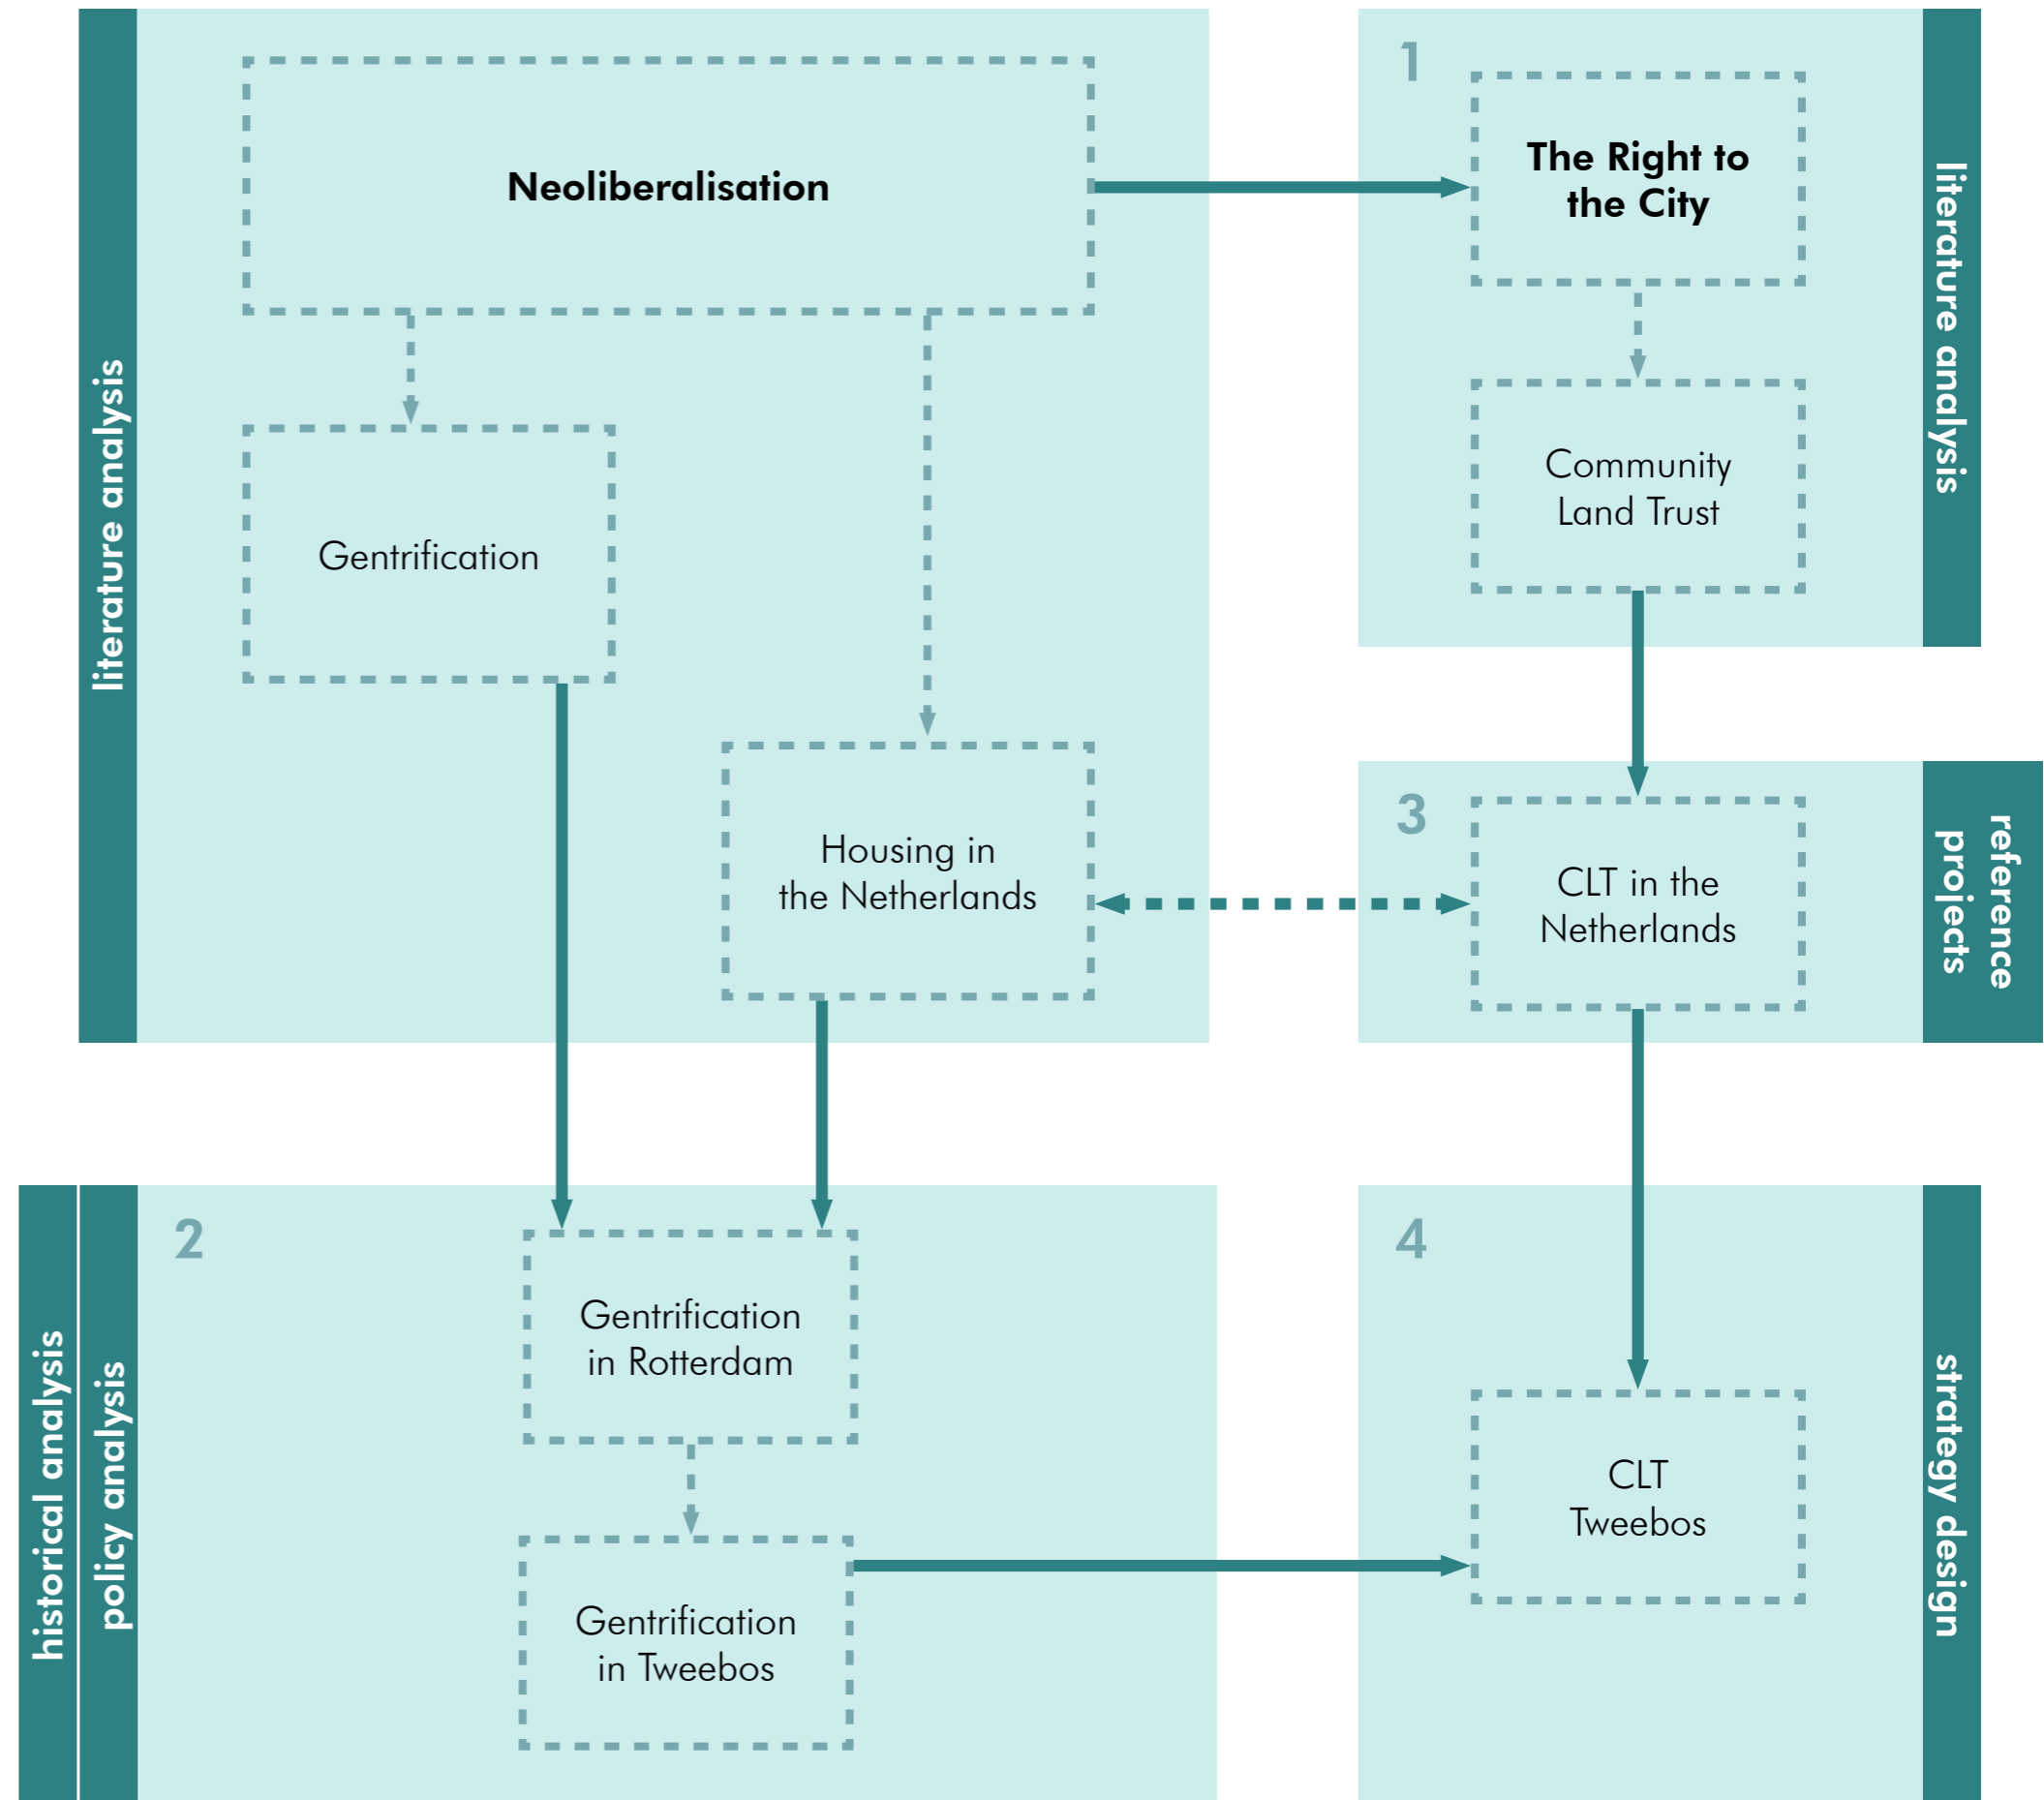 literature analysis
Neoliberalisation
Gentrification
Housing in
the Netherlands
1
The Right to
the City
Community
Land Trust
literature analysis
3
CLT in the
Netherlands
reference
projects
historical analysis
policy analysis
2
Gentrification
in Rotterdam
Gentrification
in Tweebos
4
CLT
Tweebos
strategy design